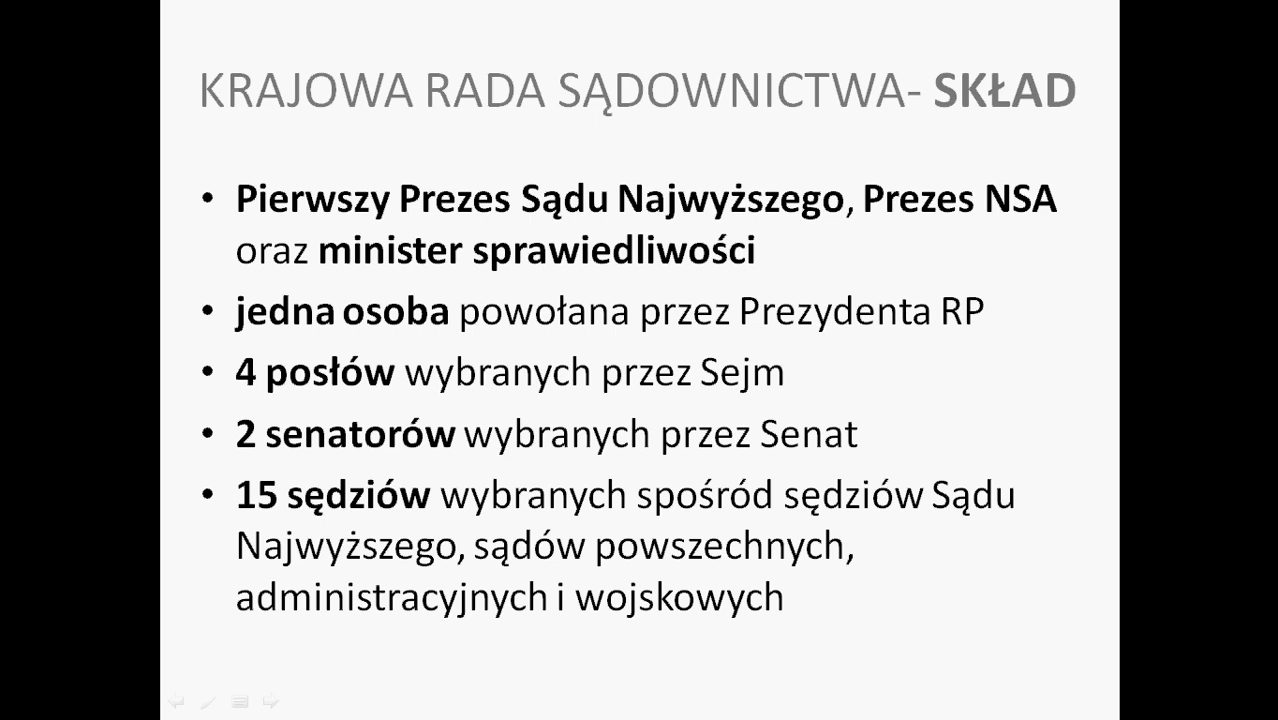 KRAJOWA RADA SĄDOWNICTWA- SKŁAD
• Pierwszy Prezes Sądu Najwyższego, Prezes NSA
oraz minister sprawiedliwości
• jedna osoba powołana przez Prezydenta RP
• 4 posłów wybranych przez Sejm
• 2 senatorów wybranych przez Senat
• 15 sędziów wybranych spośród sędziów Sądu
Najwyższego, sądów powszechnych,
administracyjnych i wojskowych